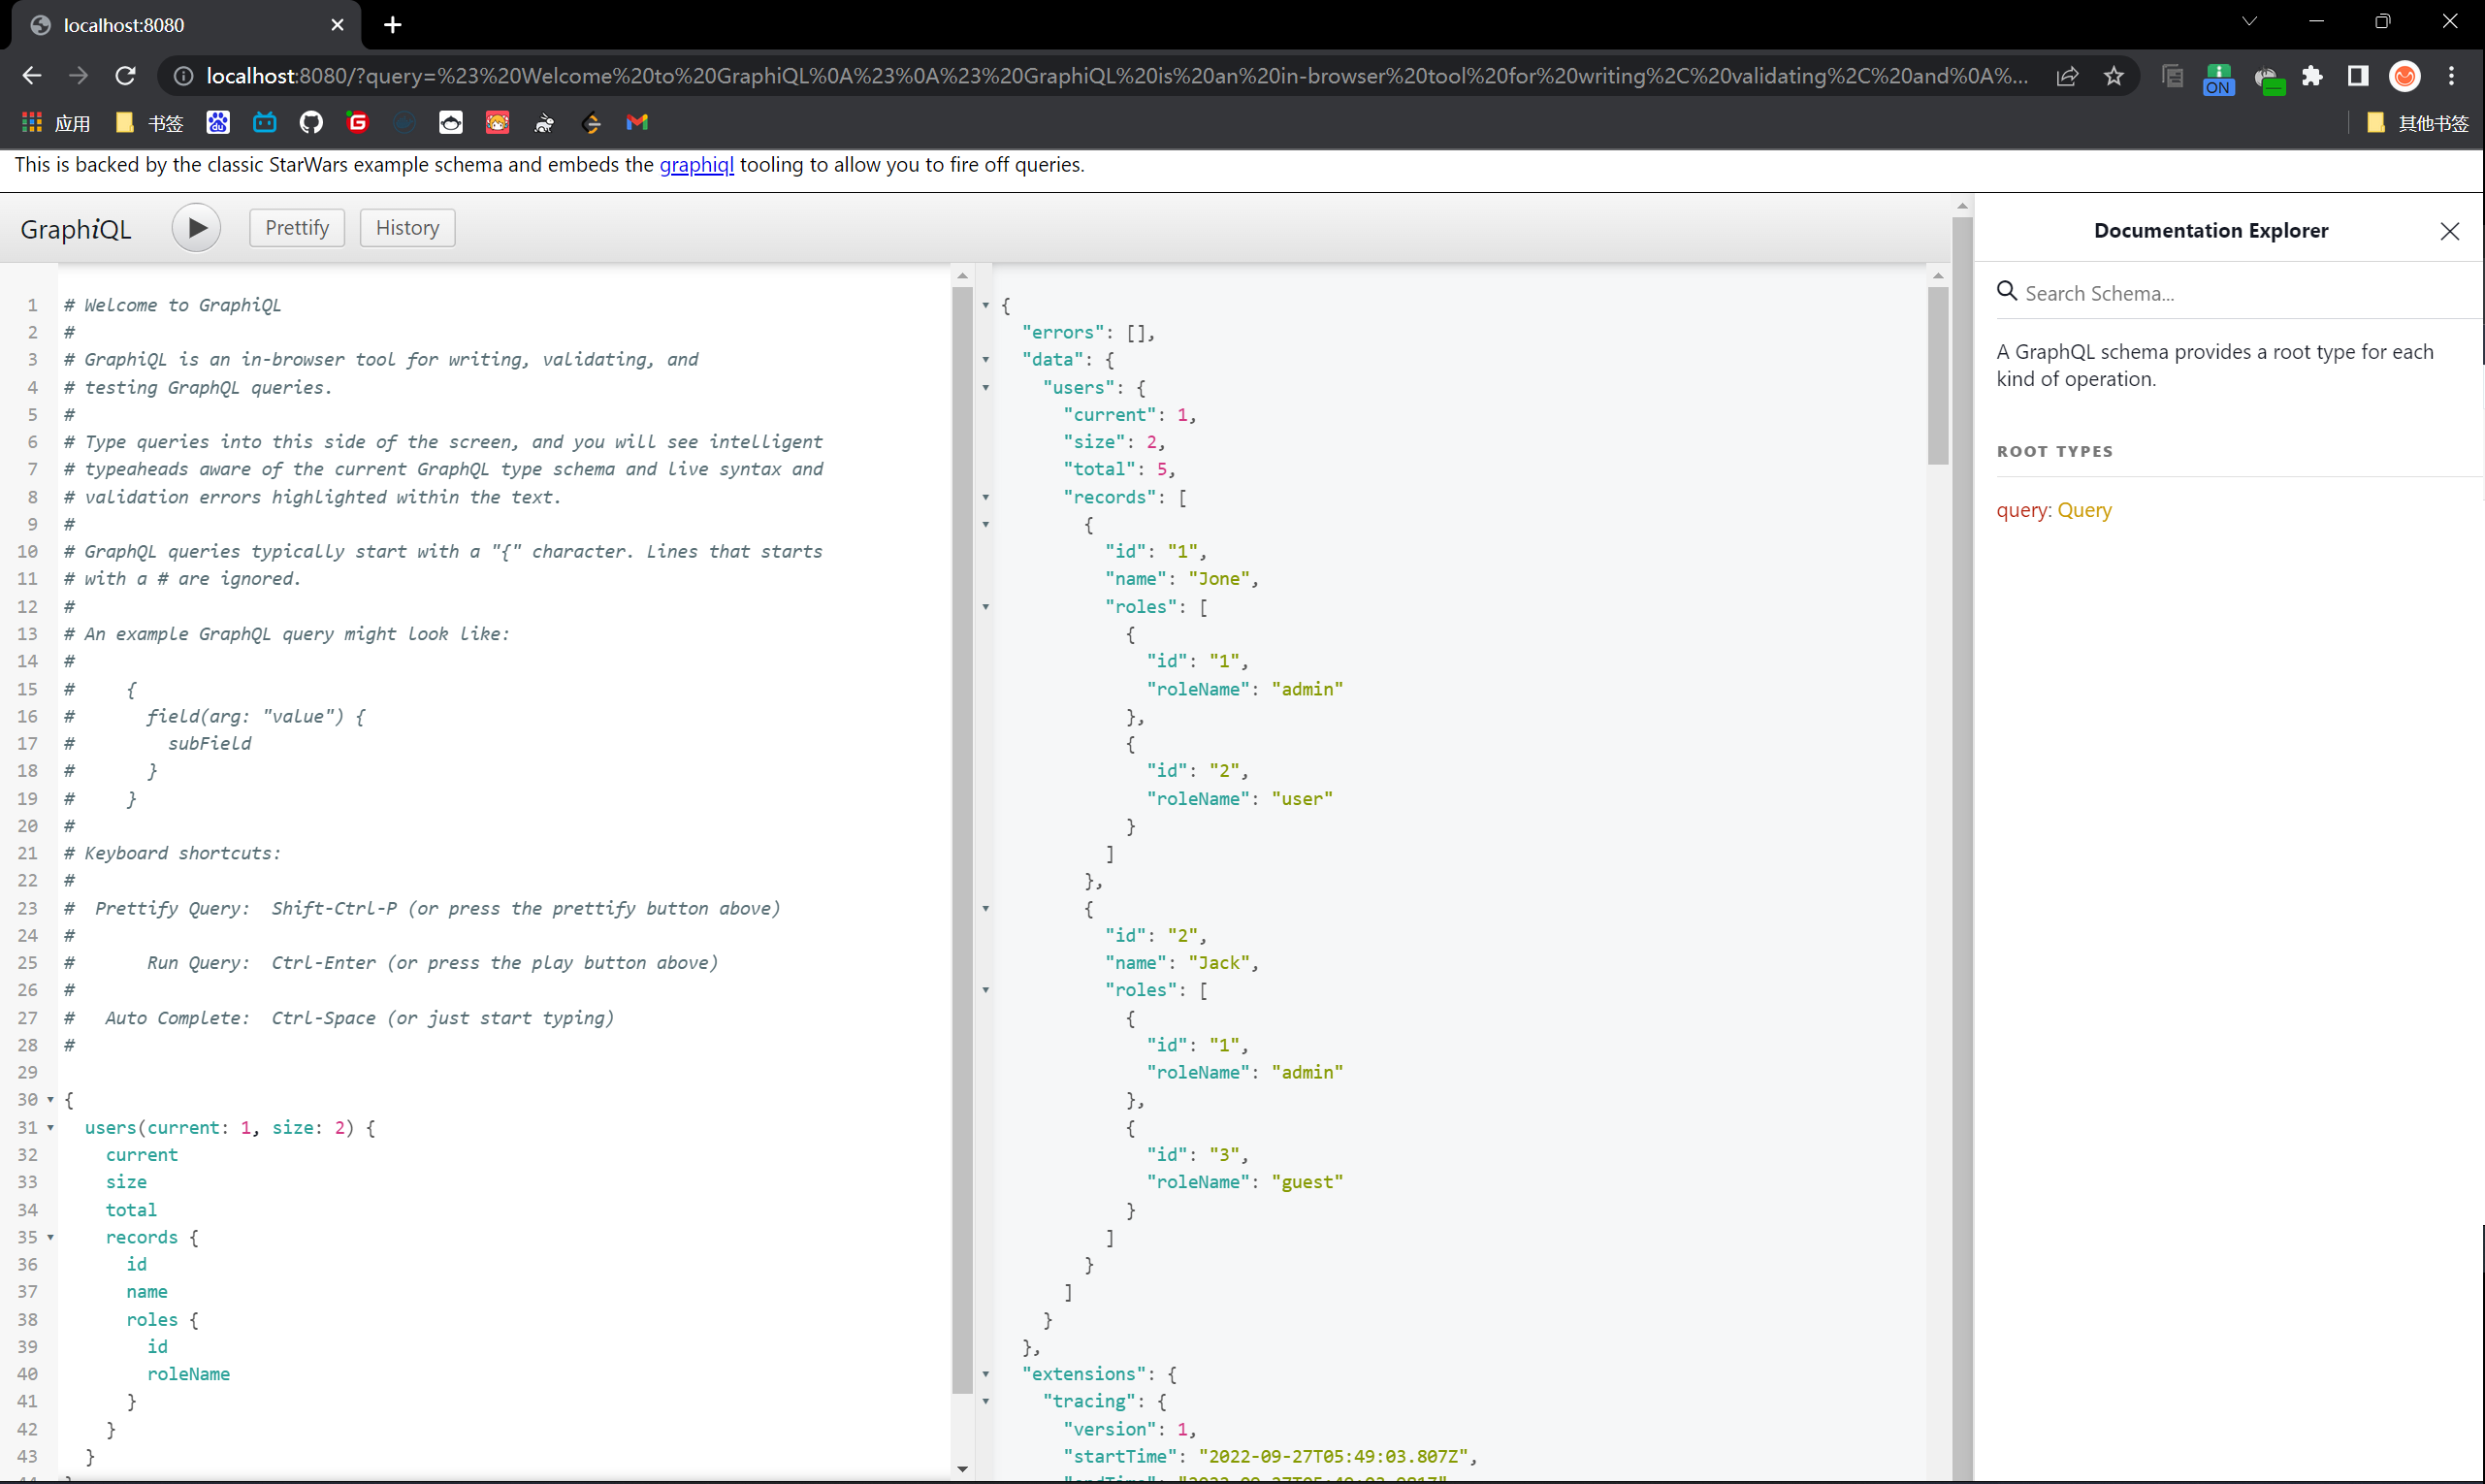 localhost:8080
localhost:8080/?query=%23%20Welcome%20to%20GraphiQL%0A%23%0A%23%20GraphiQL%20is%20an%20in-browser%20tool%20for%20writing%2C%20validating%2C%20and%0A%...
ON
应用 书签 其他书签
This is backed by the classic StarWars example schema and embeds the graphiql tooling to allow you to fire off queries.
GraphiQL Prettify History
1 # Welcome to GraphiQL
2 #
3 # GraphiQL is an in-browser tool for writing, validating, and
4 # testing GraphQL queries.
5 #
6 # Type queries into this side of the screen, and you will see intelligent
7 # typeaheads aware of the current GraphQL type schema and live syntax and
8 # validation errors highlighted within the text.
9 #
10 # GraphQL queries typically start with a "{" character. Lines that starts
11 # with a # are ignored.
12 #
13 # An example GraphQL query might look like:
14 #
15 #     {
16 #       field(arg: "value") {
17 #         subField
18 #       }
19 #     }
20 #
21 # Keyboard shortcuts:
22 #
23 #  Prettify Query:  Shift-Ctrl-P (or press the prettify button above)
24 #
25 #       Run Query:  Ctrl-Enter (or press the play button above)
26 #
27 #   Auto Complete:  Ctrl-Space (or just start typing)
28 #
29
30 {
31   users(current: 1, size: 2) {
32     current
33     size
34     total
35     records {
36       id
37       name
38       roles {
39         id
40         roleName
41       }
42     }
43   }
{
  "errors": [],
  "data": {
    "users": {
      "current": 1,
      "size": 2,
      "total": 5,
      "records": [
        {
          "id": "1",
          "name": "Jone",
          "roles": [
            {
              "id": "1",
              "roleName": "admin"
            },
            {
              "id": "2",
              "roleName": "user"
            }
          ]
        },
        {
          "id": "2",
          "name": "Jack",
          "roles": [
            {
              "id": "1",
              "roleName": "admin"
            },
            {
              "id": "3",
              "roleName": "guest"
            }
          ]
        }
      ]
    }
  },
  "extensions": {
    "tracing": {
      "version": 1,
      "startTime": "2022-09-27T05:49:03.807Z",
Documentation Explorer
Search Schema...
A GraphQL schema provides a root type for each
kind of operation.
ROOT TYPES
query: Query